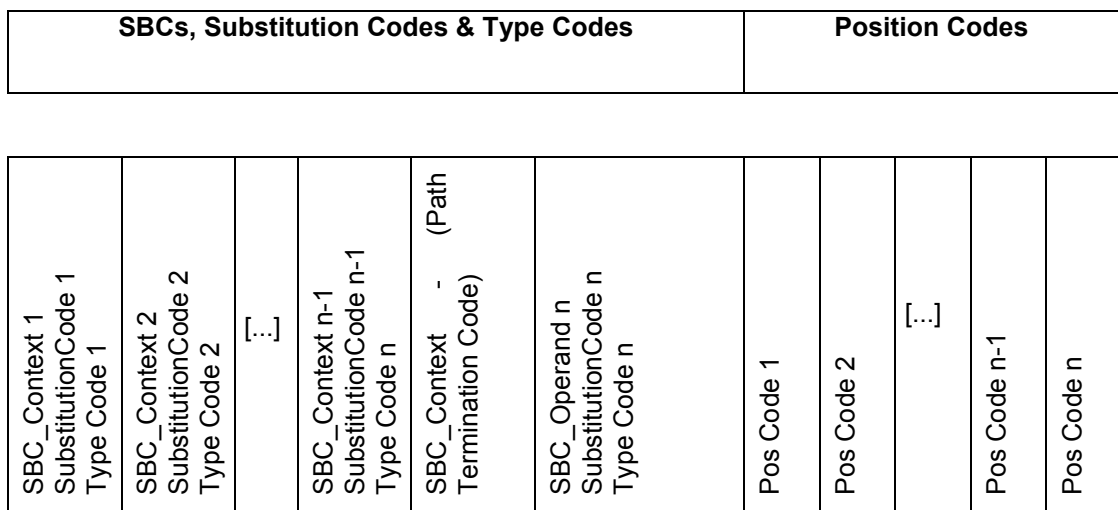 SBCs, Substitution Codes & Type Codes
Position Codes
SBC_Context 1
SubstitutionCode 1
Type Code 1
SBC_Context 2
SubstitutionCode 2
Type Code 2
[...]
SBC_Context n-1
SubstitutionCode n-1
Type Code n
SBC_Context - (Path
Termination Code)
SBC_Operand n
SubstitutionCode n
Type Code n
Pos Code 1
Pos Code 2
[...]
Pos Code n-1
Pos Code n